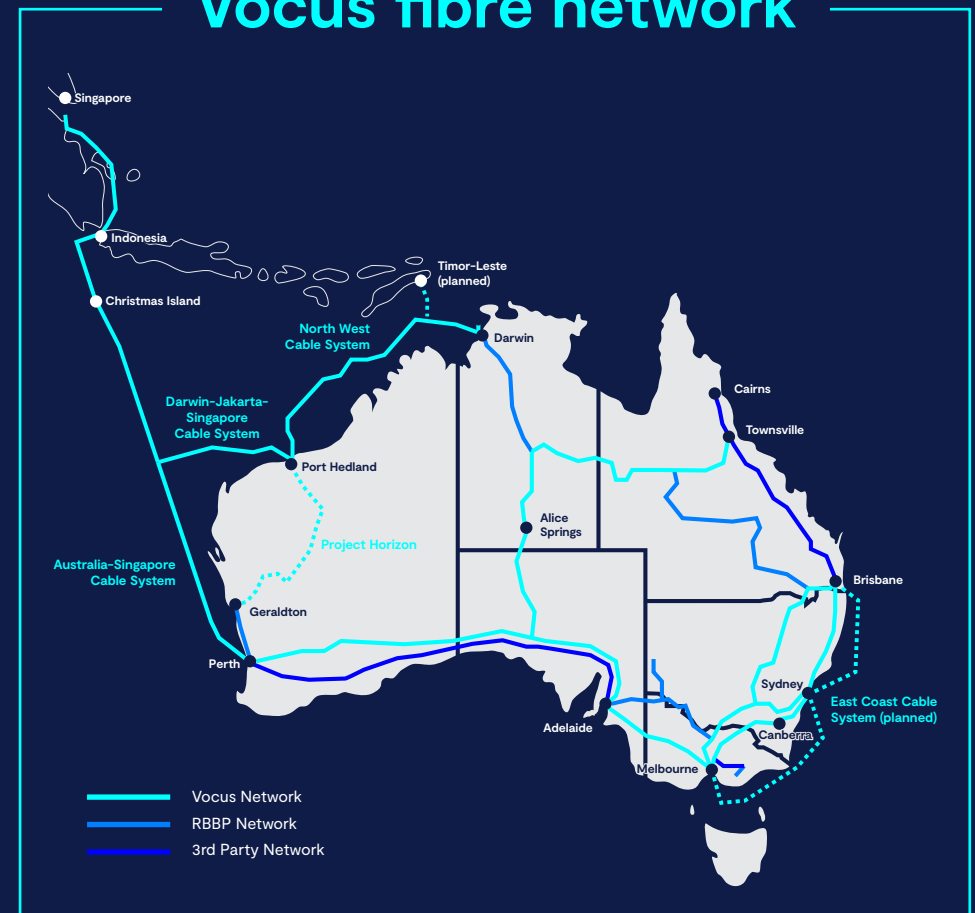 Vocus fibre network
Singapore
Indonesia
Christmas Island
Timor-Leste
(planned)
North West
Cable System
Darwin
Darwin-Jakarta-
Singapore
Cable System
Cairns
Townsville
Port Hedland
Alice
Springs
Project Horizon
Australia-Singapore
Cable System
Brisbane
Geraldton
Perth
Sydney
East Coast Cable
System (planned)
Adelaide
Canberra
Melbourne
Vocus Network
RBBP Network
3rd Party Network